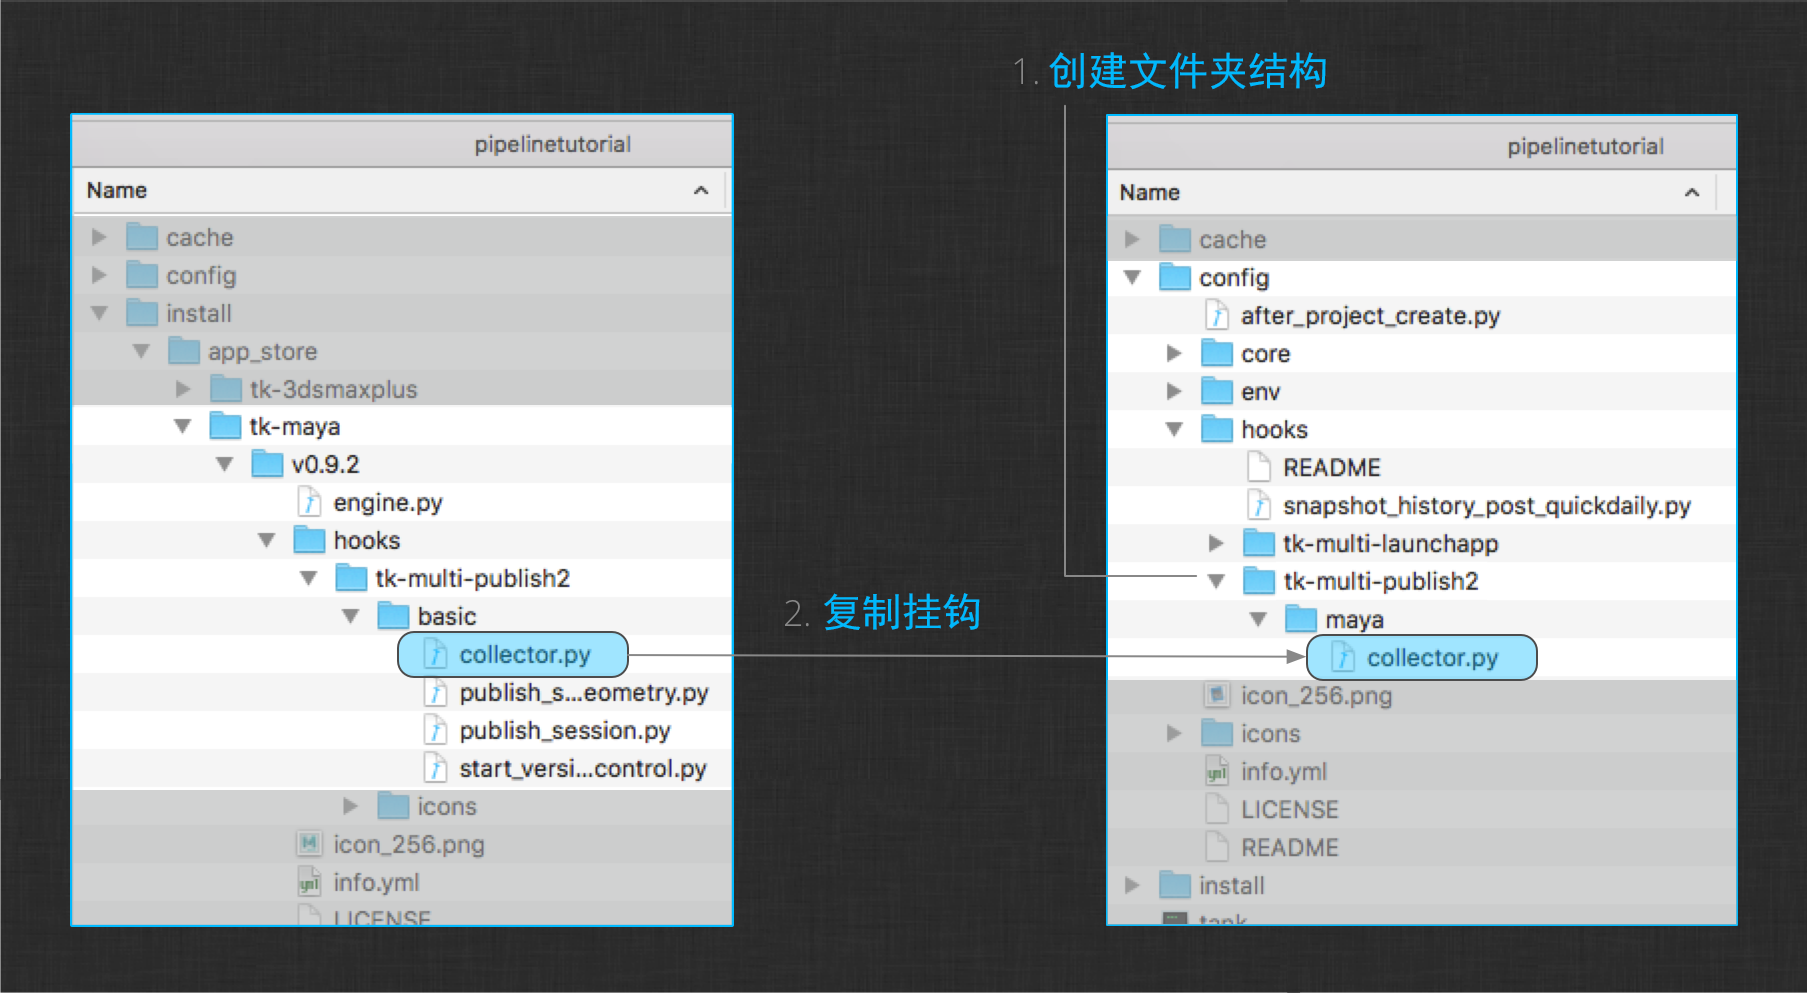 1. 创建文件夹结构
pipelinetutorial
Name
cache
config
install
app_store
tk-3dsmaxplus
tk-maya
v0.9.2
engine.py
hooks
tk-multi-publish2
basic
collector.py
publish_s...eometry.py
publish_session.py
start_versi...control.py
icons
icon_256.png
info.yml
LICENSE
2. 复制挂钩
pipelinetutorial
Name
cache
config
after_project_create.py
core
env
hooks
README
snapshot_history_post_quickdaily.py
tk-multi-launchapp
tk-multi-publish2
maya
collector.py
icon_256.png
icons
info.yml
LICENSE
README
install
tank